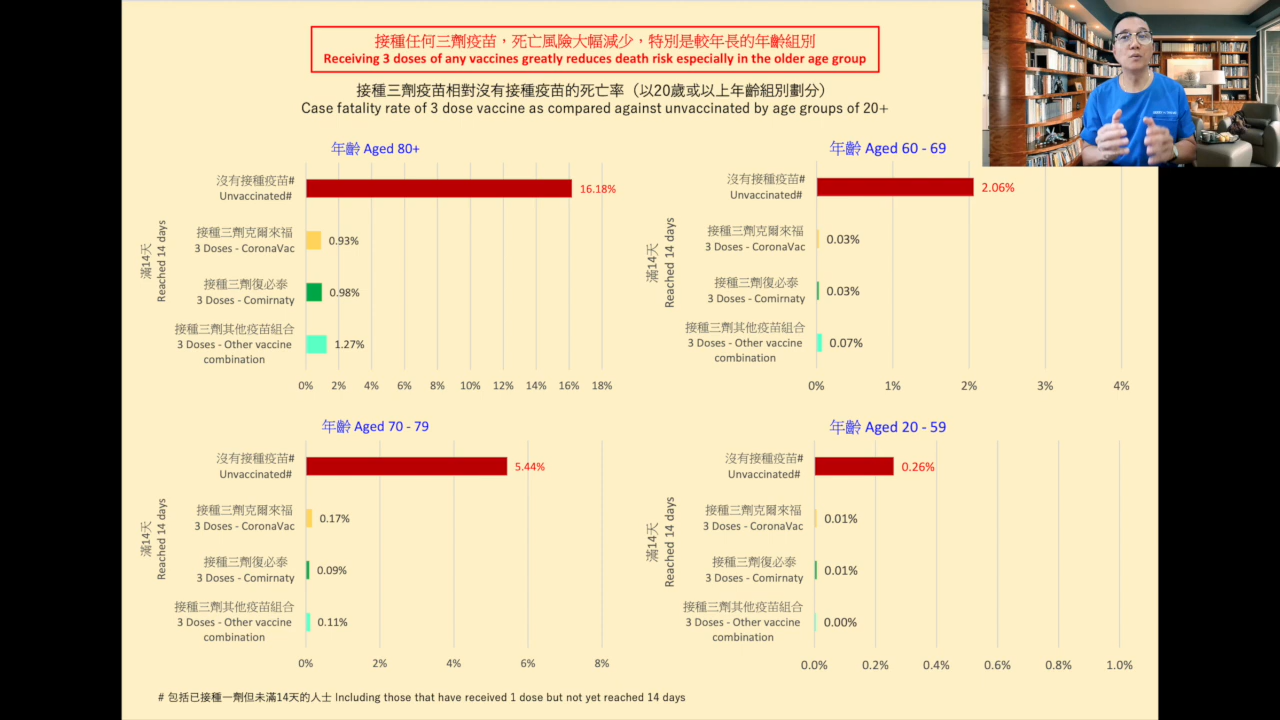 接種任何三劑疫苗，死亡風險大幅減少，特別是較年長的年齡組別
Receiving 3 doses of any vaccines greatly reduces death risk especially in the older age group
接種三劑疫苗相對沒有接種疫苗的死亡率（以20歲或以上年齡組別劃分）
Case fatality rate of 3 dose vaccine as compared against unvaccinated by age groups of 20+
年齡 Aged 80+
滿14天
Reached 14 days
沒有接種疫苗#
Unvaccinated#
16.18%
接種三劑克爾來福
3 Doses - CoronaVac
0.93%
接種三劑復必泰
3 Doses - Comirnaty
0.98%
接種三劑其他疫苗組合
3 Doses - Other vaccine
combination
1.27%
0% 2% 4% 6% 8% 10% 12% 14% 16% 18%
年齡 Aged 60 - 69
滿14天
Reached 14 days
沒有接種疫苗#
Unvaccinated#
2.06%
接種三劑克爾來福
3 Doses - CoronaVac
0.03%
接種三劑復必泰
3 Doses - Comirnaty
0.03%
接種三劑其他疫苗組合
3 Doses - Other vaccine
combination
0.07%
0% 1% 2% 3% 4%
年齡 Aged 70 - 79
滿14天
Reached 14 days
沒有接種疫苗#
Unvaccinated#
5.44%
接種三劑克爾來福
3 Doses - CoronaVac
0.17%
接種三劑復必泰
3 Doses - Comirnaty
0.09%
接種三劑其他疫苗組合
3 Doses - Other vaccine
combination
0.11%
0% 2% 4% 6% 8%
年齡 Aged 20 - 59
滿14天
Reached 14 days
沒有接種疫苗#
Unvaccinated#
0.26%
接種三劑克爾來福
3 Doses - CoronaVac
0.01%
接種三劑復必泰
3 Doses - Comirnaty
0.01%
接種三劑其他疫苗組合
3 Doses - Other vaccine
combination
0.00%
0.0% 0.2% 0.4% 0.6% 0.8% 1.0%
# 包括已接種一劑但未滿14天的人士 Including those that have received 1 dose but not yet reached 14 days